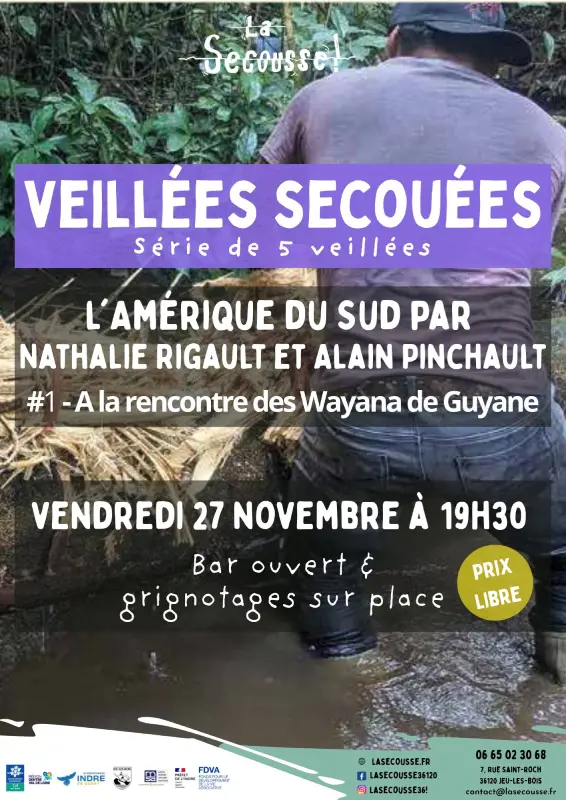 La
Secousse!
VEILLÉES SECOUÉES
Série de 5 veillées
L'AMÉRIQUE DU SUD PAR
NATHALIE RIGAULT ET ALAIN PINCHAULT
#1 - A la rencontre des Wayana de Guyane
VENDREDI 27 NOVEMBRE À 19H30
Bar ouvert &
grignotages sur place
PRIX
LIBRE
LASECOUSSE.FR
LASECOUSSE36120
LASECOUSSE36!
06 65 02 30 68
7, RUE SAINT-ROCH
36120 JEU-LES-BOIS
contact@lasecousse.fr
INDRE
FDVA